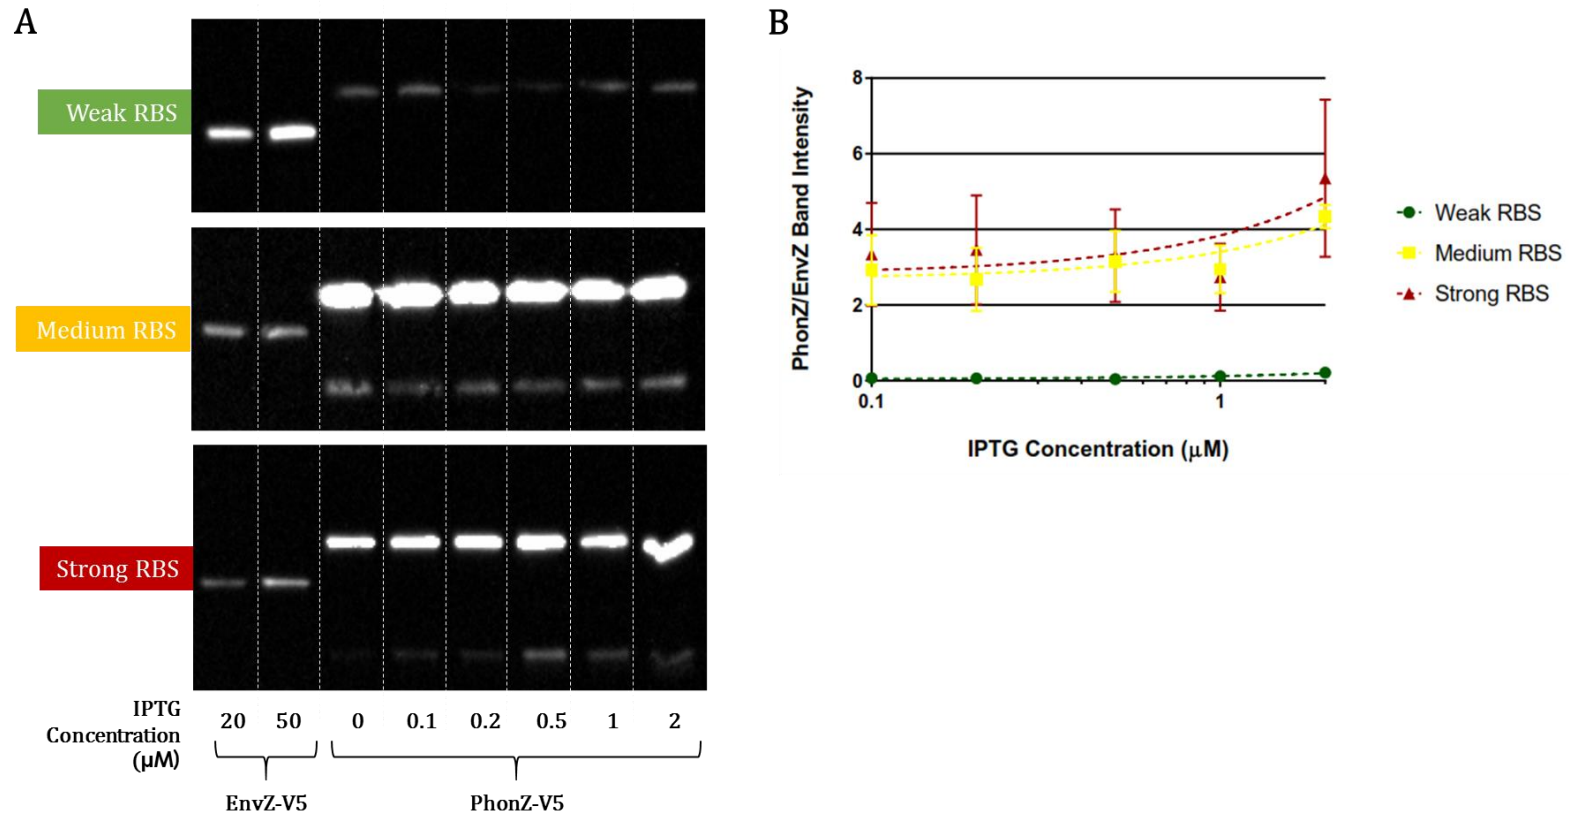 A
Weak RBS
Medium RBS
Strong RBS
IPTG
Concentration
(μM)
20 50 0 0.1 0.2 0.5 1 2
EnvZ-V5 PhonZ-V5
B
PhonZ/EnvZ Band Intensity
8
6
4
2
0
0.1 1
IPTG Concentration (μM)
Weak RBS
Medium RBS
Strong RBS